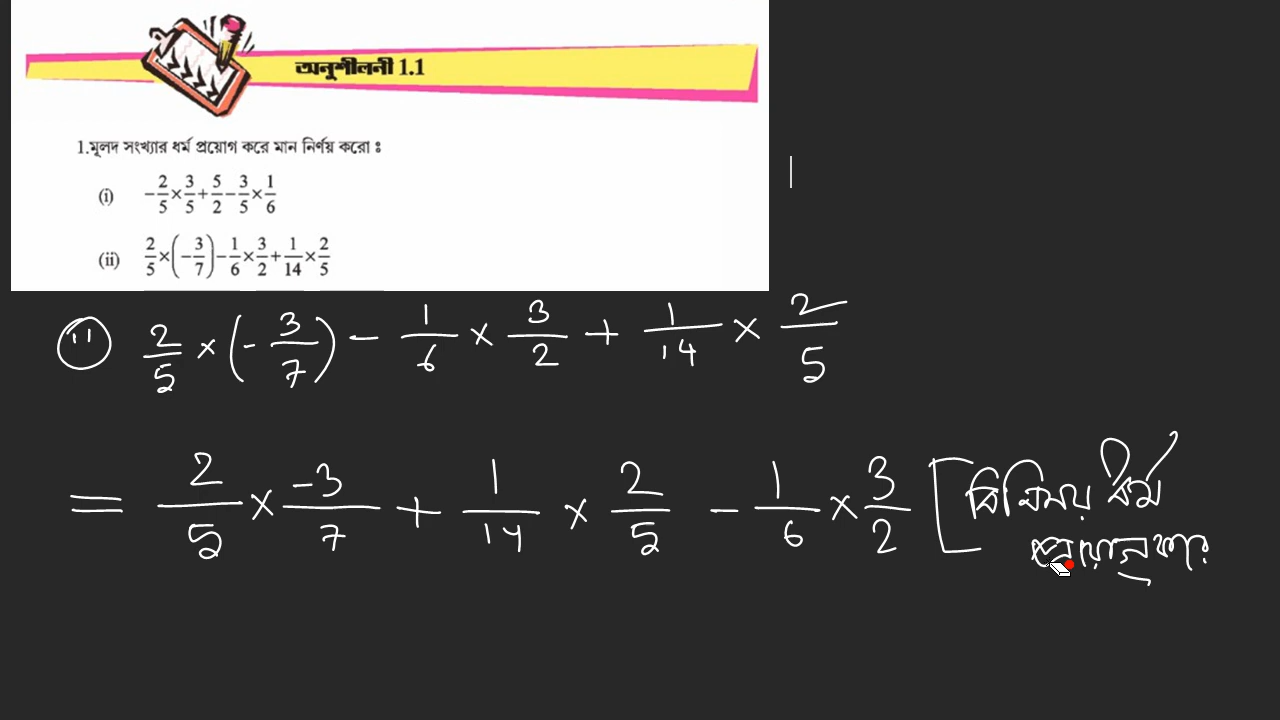 অনুশীলনী 1.1
1.মূলদ সংখ্যার ধর্ম প্রয়োগ করে মান নির্ণয় করো ঃ
(i) -2/5×3/5+5/2-3/5×1/6
(ii) 2/5×(-3/7)-1/6×3/2+1/14×2/5
(ii) 2/5 × (-3/7) - 1/6 × 3/2 + 1/14 × 2/5
= 2/5 × -3/7 + 1/14 × 2/5 - 1/6 × 3/2 [বিনিময় ধর্ম